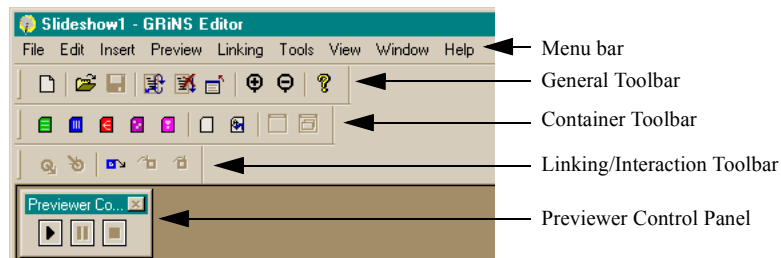 Slideshow1 - GRiNS Editor
File Edit Insert Preview Linking Tools View Window Help
Menu bar
General Toolbar
Container Toolbar
Linking/Interaction Toolbar
Previewer Co...
Previewer Control Panel